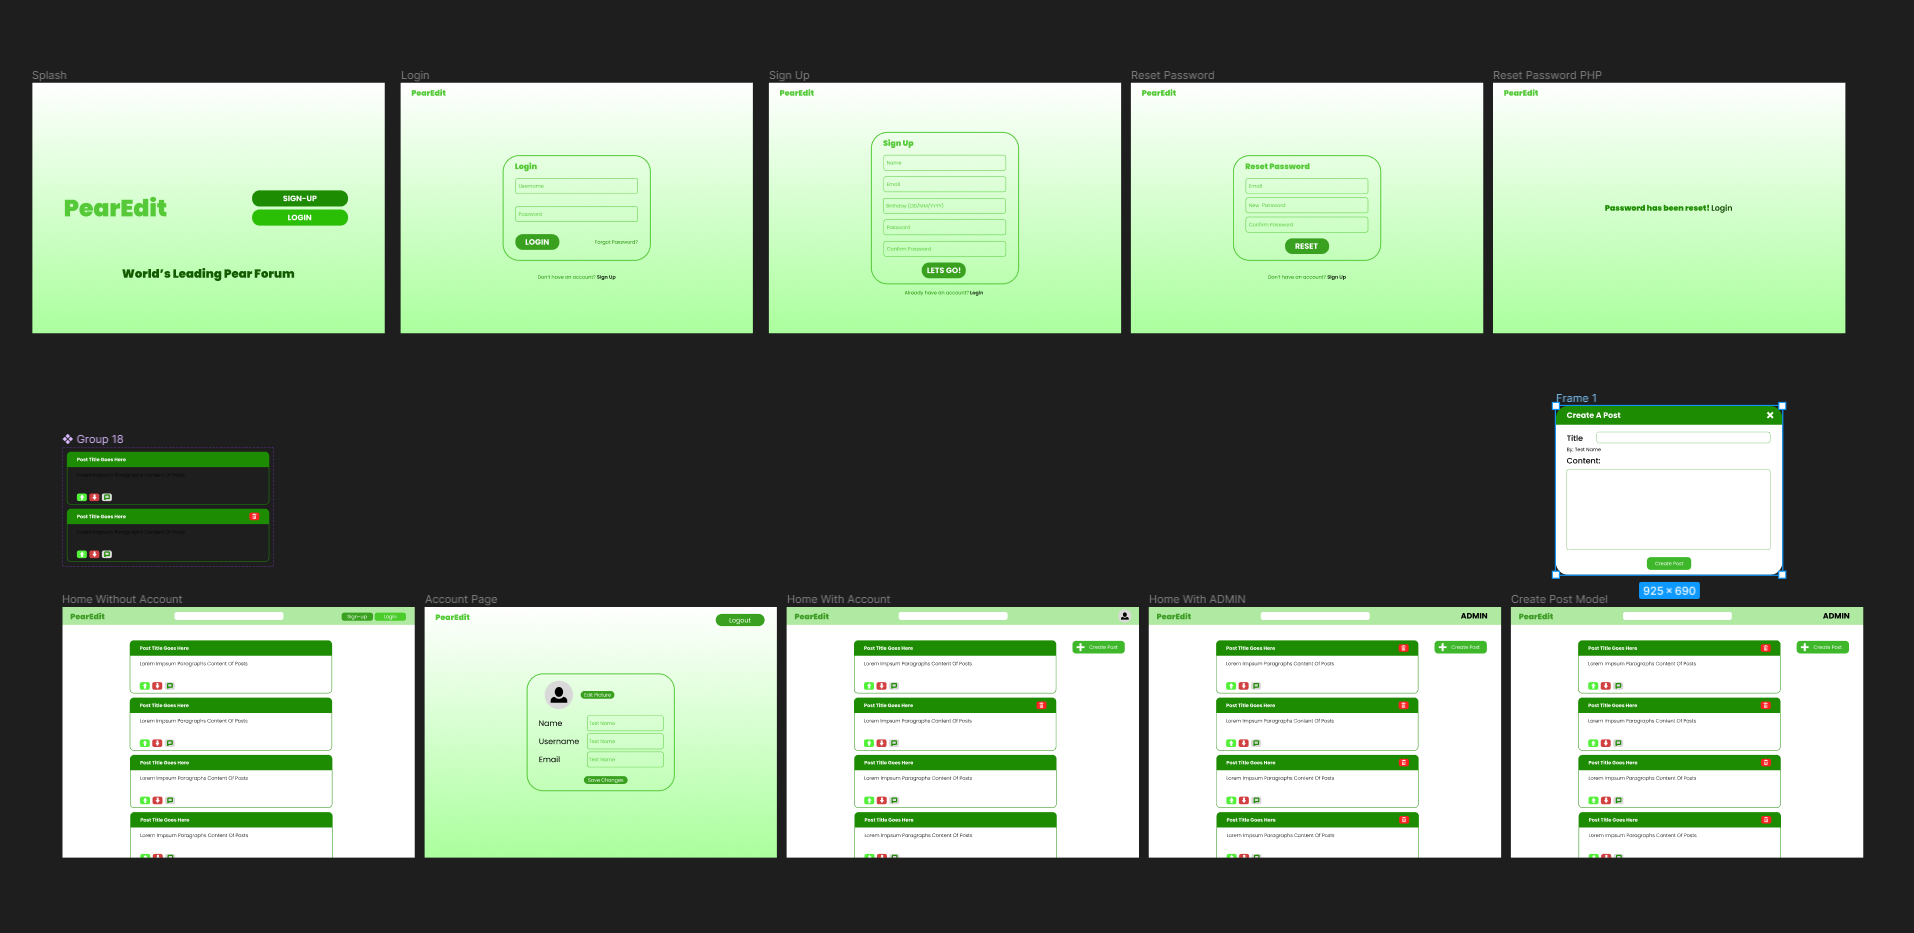 Splash
PearEdit
SIGN-UP
LOGIN
World's Leading Pear Forum
Login
PearEdit
Login
Username
Password
LOGIN
Forgot Password?
Don't have an account? Sign Up
Sign Up
PearEdit
Sign Up
Name
Email
Birthday (DD/MM/YYYY)
Password
Confirm Password
LETS GO!
Already have an account? Login
Reset Password
PearEdit
Reset Password
Email
New Password
Confirm Password
RESET
Don't have an account? Sign Up
Reset Password PHP
PearEdit
Password has been reset! Login
Group 18
Post Title Goes Here
Lorem Impsum Paragraphs Content Of Posts
Post Title Goes Here
Lorem Impsum Paragraphs Content Of Posts
Frame 1
Create A Post
Title
By: Test Name
Content:
Create Post
925 × 690
Home Without Account
PearEdit
Sign-up
Login
Post Title Goes Here
Lorem Impsum Paragraphs Content Of Posts
Post Title Goes Here
Lorem Impsum Paragraphs Content Of Posts
Post Title Goes Here
Lorem Impsum Paragraphs Content Of Posts
Post Title Goes Here
Lorem Impsum Paragraphs Content Of Posts
Account Page
PearEdit
Logout
Edit Picture
Name
Test Name
Username
Test Name
Email
Test Name
Save Changes
Home With Account
PearEdit
Create Post
Post Title Goes Here
Lorem Impsum Paragraphs Content Of Posts
Post Title Goes Here
Lorem Impsum Paragraphs Content Of Posts
Post Title Goes Here
Lorem Impsum Paragraphs Content Of Posts
Post Title Goes Here
Lorem Impsum Paragraphs Content Of Posts
Home With ADMIN
PearEdit
ADMIN
Create Post
Post Title Goes Here
Lorem Impsum Paragraphs Content Of Posts
Post Title Goes Here
Lorem Impsum Paragraphs Content Of Posts
Post Title Goes Here
Lorem Impsum Paragraphs Content Of Posts
Post Title Goes Here
Lorem Impsum Paragraphs Content Of Posts
Create Post Model
PearEdit
ADMIN
Create Post
Post Title Goes Here
Lorem Impsum Paragraphs Content Of Posts
Post Title Goes Here
Lorem Impsum Paragraphs Content Of Posts
Post Title Goes Here
Lorem Impsum Paragraphs Content Of Posts
Post Title Goes Here
Lorem Impsum Paragraphs Content Of Posts